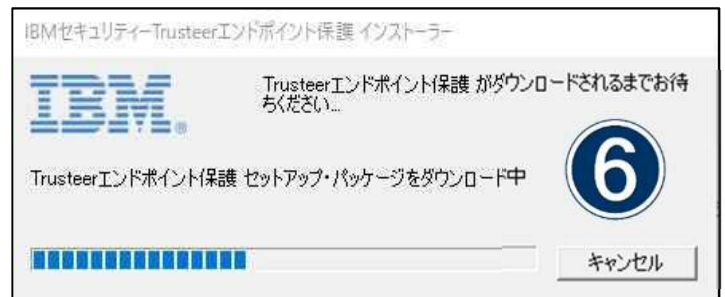 IBMセキュリティーTrusteerエンドポイント保護 インストーラー
IBM®
Trusteerエンドポイント保護 がダウンロードされるまでお待
ちください...
Trusteerエンドポイント保護 セットアップ・パッケージをダウンロード中
6
キャンセル